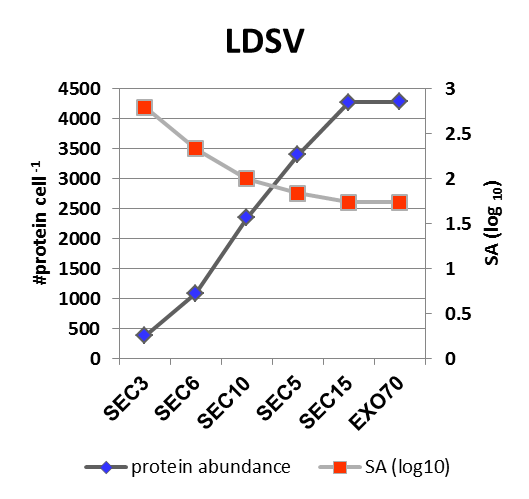 LDSV
4500
4000
3500
3000
2500
2000
1500
1000
500
0
#protein cell -1
3
2.5
2
1.5
1
0.5
0
SA (log 10)
SEC3
SEC6
SEC10
SEC5
SEC15
EXO70
protein abundance
SA (log10)